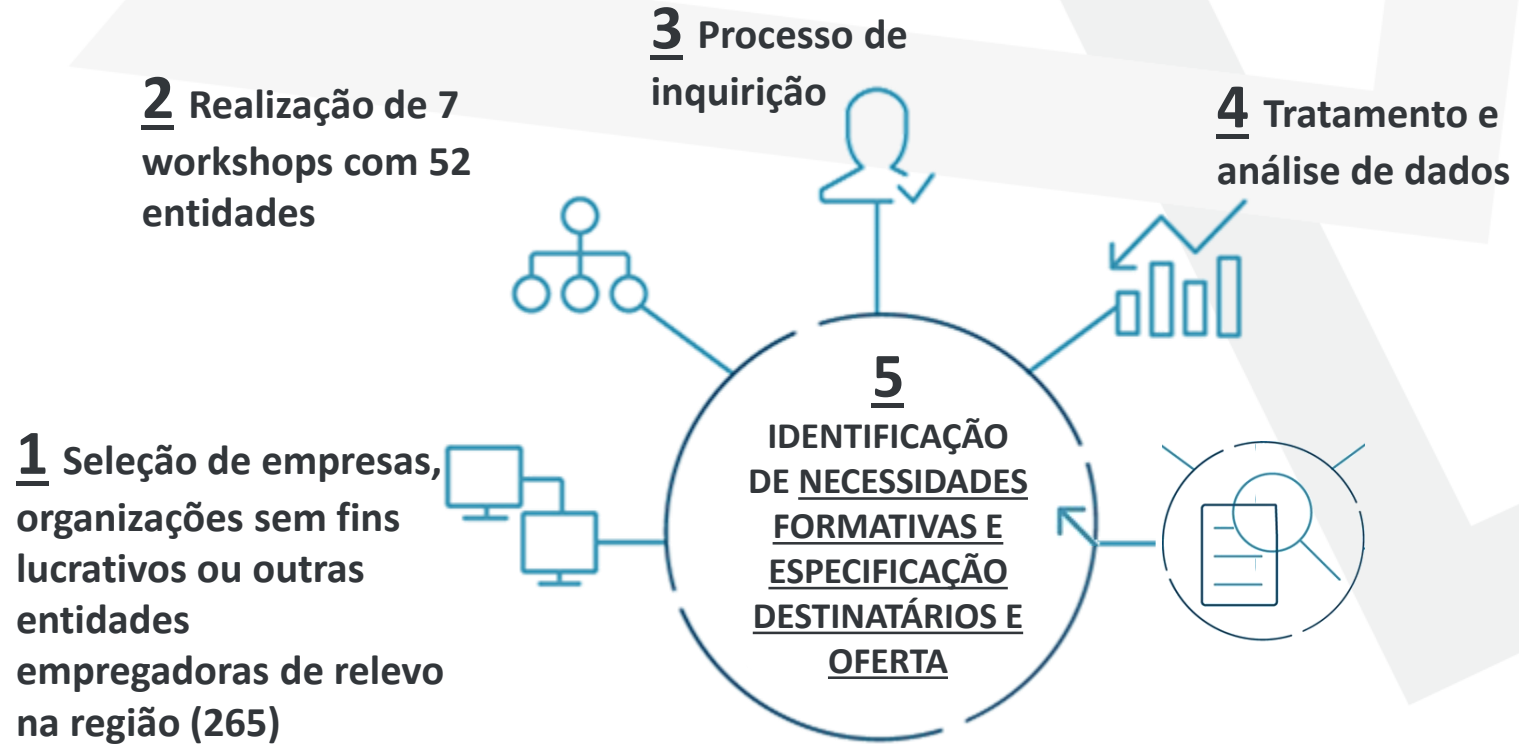 1 Seleção de empresas,
organizações sem fins
lucrativos ou outras
entidades
empregadoras de relevo
na região (265)
2 Realização de 7
workshops com 52
entidades
3 Processo de
inquirição
4 Tratamento e
análise de dados
5
IDENTIFICAÇÃO
DE NECESSIDADES
FORMATIVAS E
ESPECIFICAÇÃO
DESTINATÁRIOS E
OFERTA